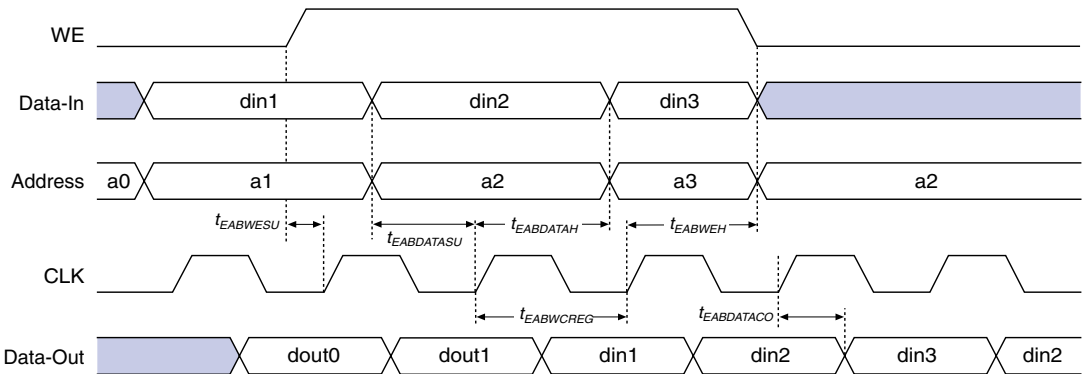 WE
Data-In din1 din2 din3
Address a0 a1 a2 a3 a2
tEABWESU tEABDATASU tEABDATAH tEABWEH
CLK
tEABWCREG tEABDATACO
Data-Out dout0 dout1 din1 din2 din3 din2